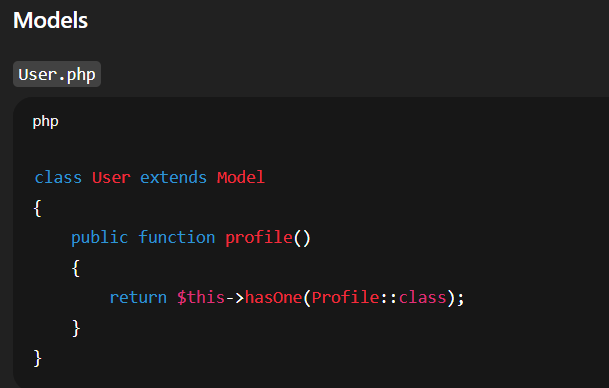 Models
User.php
php
class User extends Model
{
    public function profile()
    {
        return $this->hasOne(Profile::class);
    }
}